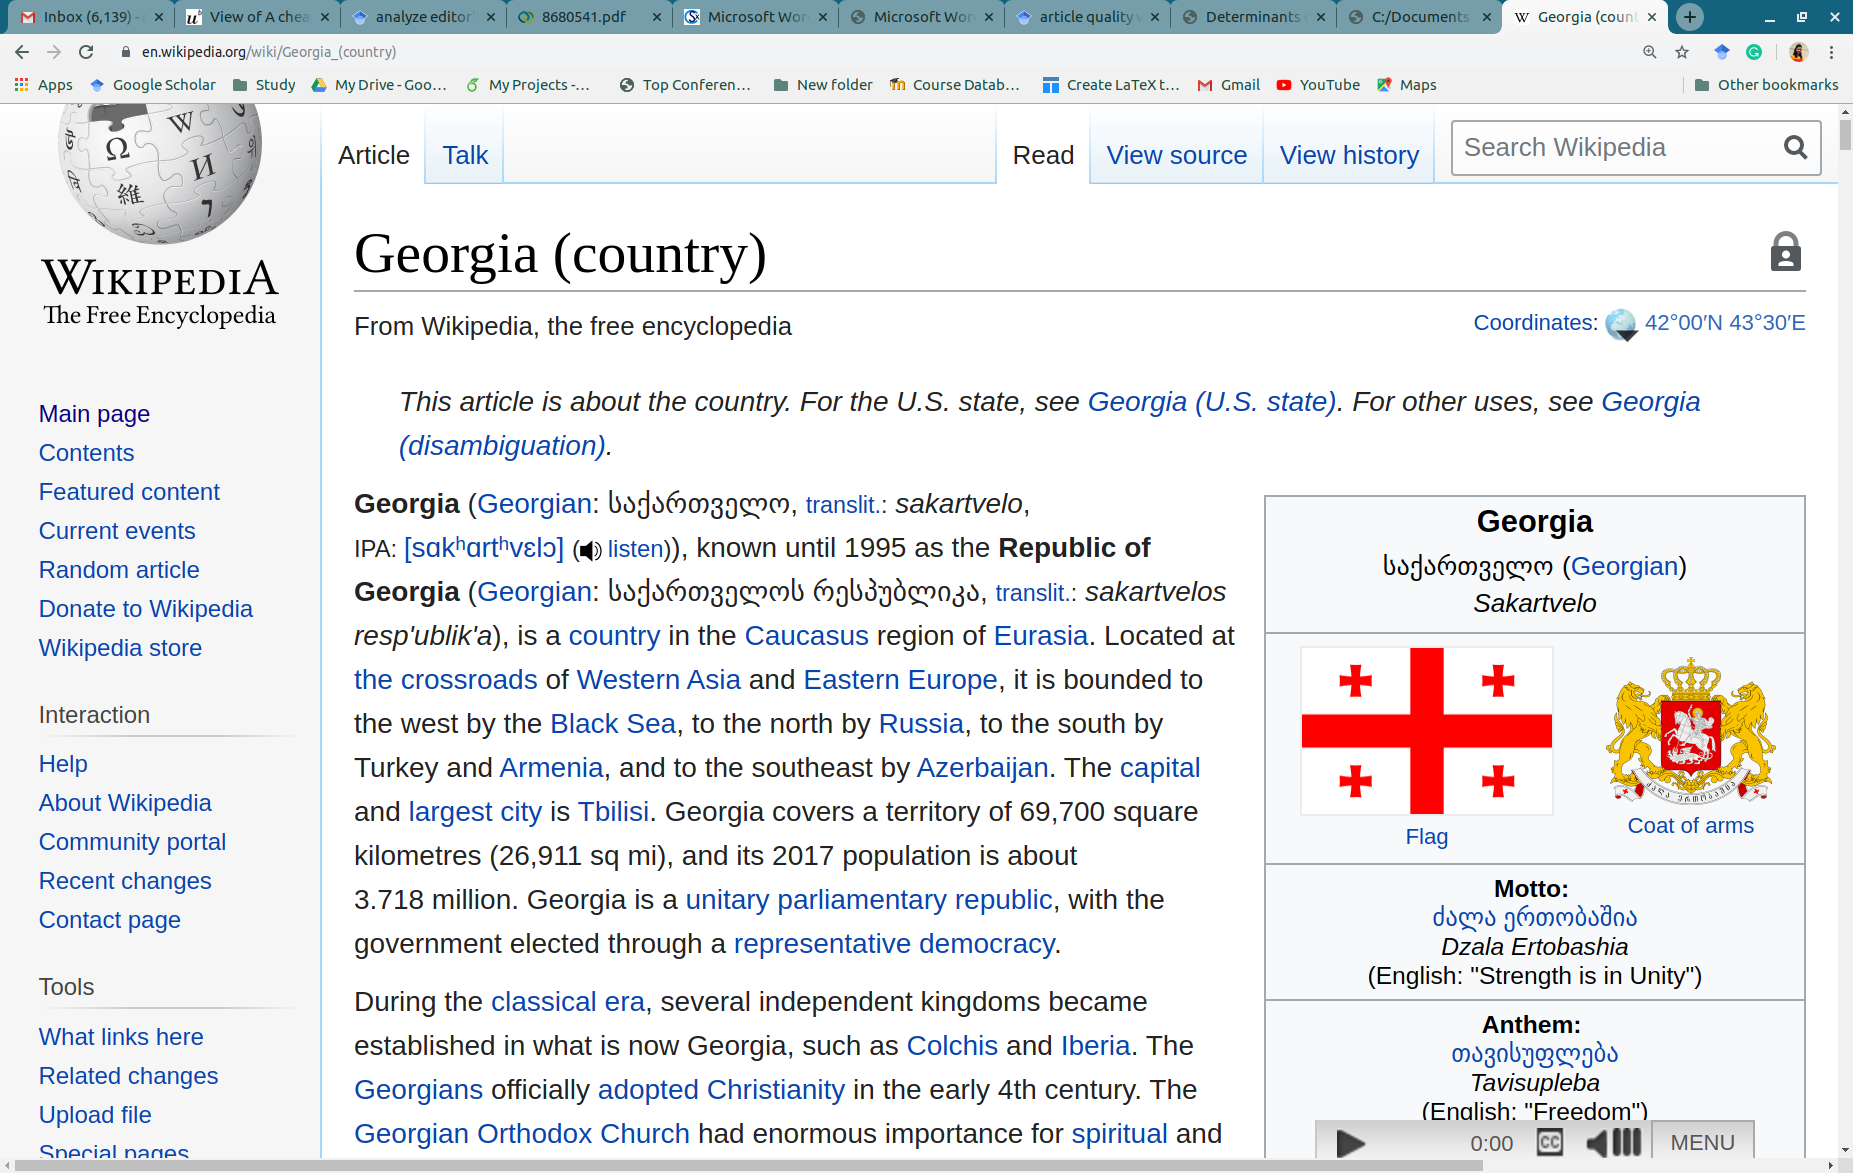 Inbox (6,139) -
View of A chea
analyze editor'
8680541.pdf
Microsoft Wor
Microsoft Wor
article quality
Determinants
C:/Documents
Georgia (count
en.wikipedia.org/wiki/Georgia_(country)
Apps Google Scholar Study My Drive - Goo... My Projects -... Top Conferen... New folder Course Datab... Create LaTeX t... Gmail YouTube Maps Other bookmarks
Article Talk Read View source View history Search Wikipedia
WIKIPEDIA
The Free Encyclopedia
Main page
Contents
Featured content
Current events
Random article
Donate to Wikipedia
Wikipedia store
Interaction
Help
About Wikipedia
Community portal
Recent changes
Contact page
Tools
What links here
Related changes
Upload file
Special pages
Georgia (country)
From Wikipedia, the free encyclopedia
Coordinates: 42°00′N 43°30′E
This article is about the country. For the U.S. state, see Georgia (U.S. state). For other uses, see Georgia
(disambiguation).
Georgia (Georgian: საქართველო, translit.: sakartvelo,
IPA: [sɑkʰɑrtʰvɛlɔ] (listen)), known until 1995 as the Republic of
Georgia (Georgian: საქართველოს რესპუბლიკა, translit.: sakartvelos
resp'ublik'a), is a country in the Caucasus region of Eurasia. Located at
the crossroads of Western Asia and Eastern Europe, it is bounded to
the west by the Black Sea, to the north by Russia, to the south by
Turkey and Armenia, and to the southeast by Azerbaijan. The capital
and largest city is Tbilisi. Georgia covers a territory of 69,700 square
kilometres (26,911 sq mi), and its 2017 population is about
3.718 million. Georgia is a unitary parliamentary republic, with the
government elected through a representative democracy.
During the classical era, several independent kingdoms became
established in what is now Georgia, such as Colchis and Iberia. The
Georgians officially adopted Christianity in the early 4th century. The
Georgian Orthodox Church had enormous importance for spiritual and
Georgia
საქართველო (Georgian)
Sakartvelo
Flag
Coat of arms
Motto:
ძალა ერთობაშია
Dzala Ertobashia
(English: "Strength is in Unity")
Anthem:
თავისუფლება
Tavisupleba
(English: "Freedom")
0:00 CC MENU